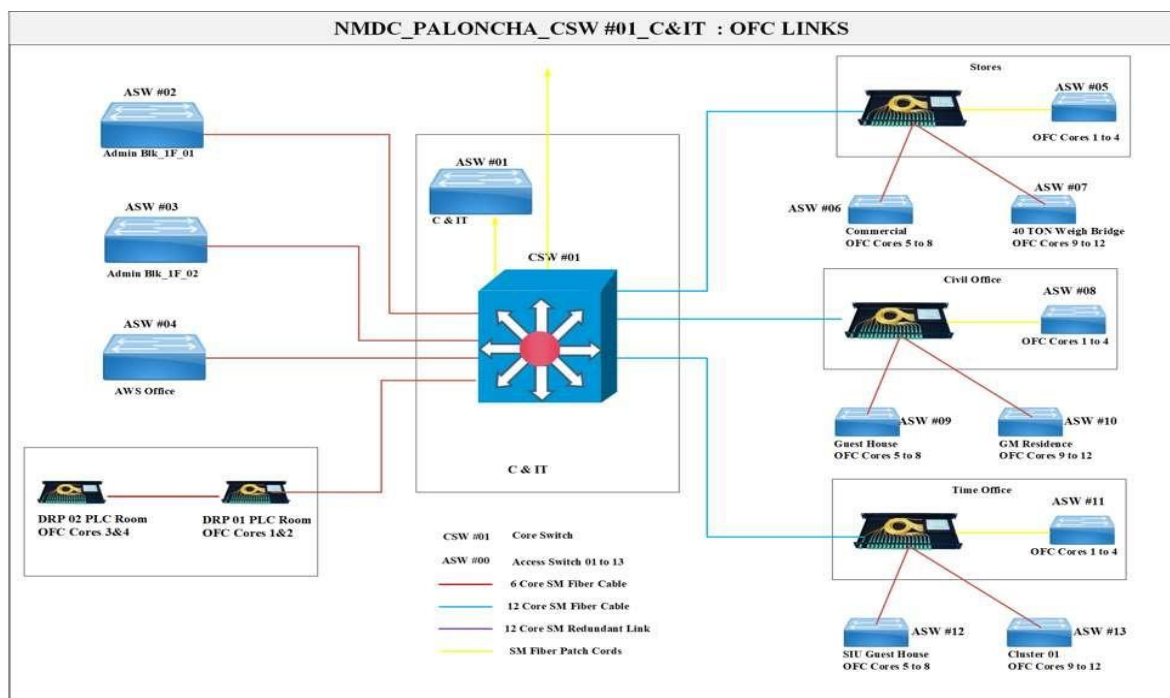 NMDC_PALONCHA_CSW #01_C&IT : OFC LINKS
ASW #02
Admin Blk_1F_01
ASW #03
Admin Blk_1F_02
ASW #04
AWS Office
DRP 02 PLC Room
OFC Cores 3&4
DRP 01 PLC Room
OFC Cores 1&2
ASW #01
C & IT
CSW #01
C & IT
CSW #01 Core Switch
ASW #00 Access Switch 01 to 13
6 Core SM Fiber Cable
12 Core SM Fiber Cable
12 Core SM Redundant Link
SM Fiber Patch Cords
Stores
ASW #05
OFC Cores 1 to 4
ASW #06
Commercial
OFC Cores 5 to 8
ASW #07
40 TON Weigh Bridge
OFC Cores 9 to 12
Civil Office
ASW #08
OFC Cores 1 to 4
ASW #09
Guest House
OFC Cores 5 to 8
ASW #10
GM Residence
OFC Cores 9 to 12
Time Office
ASW #11
OFC Cores 1 to 4
ASW #12
SIU Guest House
OFC Cores 5 to 8
ASW #13
Cluster 01
OFC Cores 9 to 12